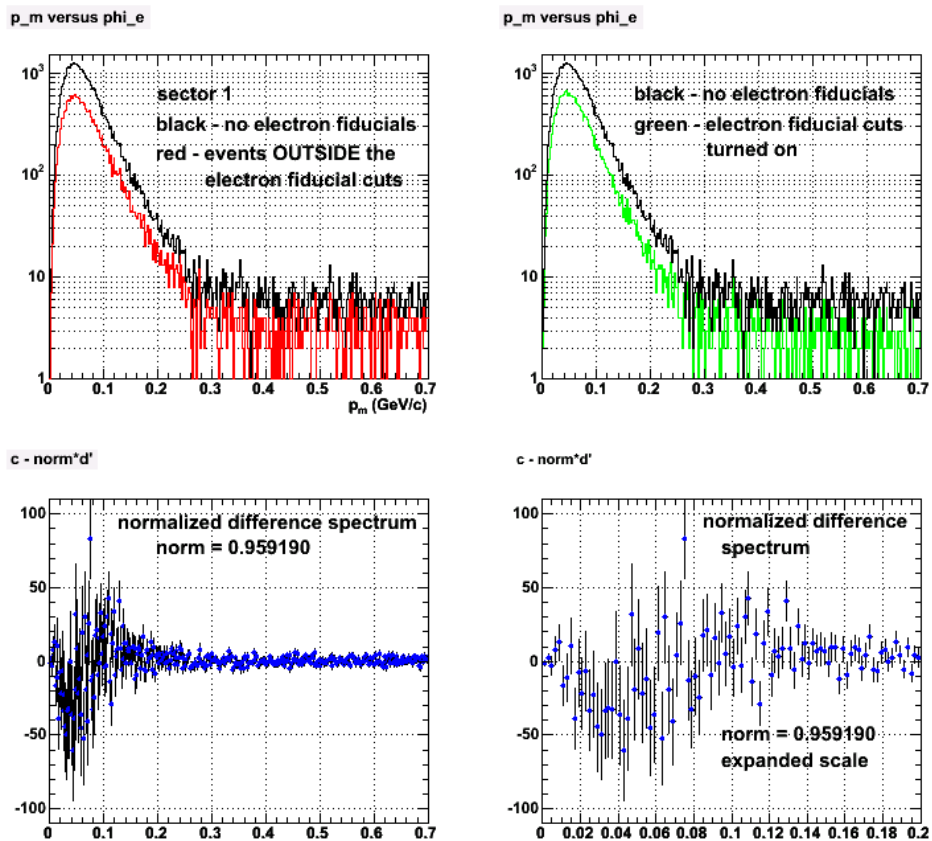 p_m versus phi_e
10³
10²
10
1
sector 1
black - no electron fiducials
red - events OUTSIDE the
electron fiducial cuts
0 0.1 0.2 0.3 0.4 0.5 0.6 0.7
pₘ (GeV/c)
p_m versus phi_e
10³
10²
10
1
black - no electron fiducials
green - electron fiducial cuts
turned on
0 0.1 0.2 0.3 0.4 0.5 0.6 0.7
c - norm*d'
100
50
0
-50
-100
normalized difference spectrum
norm = 0.959190
0 0.1 0.2 0.3 0.4 0.5 0.6 0.7
c - norm*d'
100
50
0
-50
-100
normalized difference
spectrum
norm = 0.959190
expanded scale
0 0.02 0.04 0.06 0.08 0.1 0.12 0.14 0.16 0.18 0.2